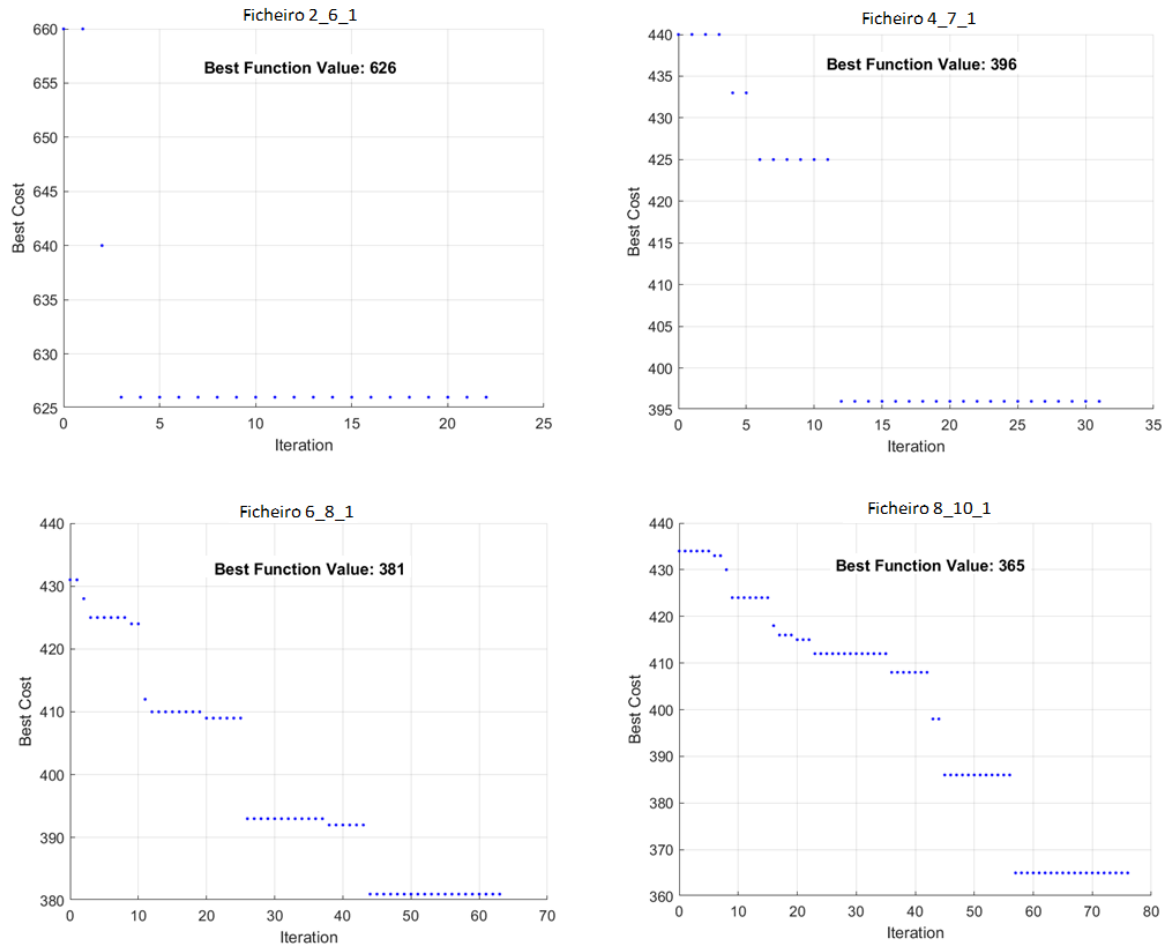 Ficheiro 2_6_1
Best Function Value: 626
660
655
650
645
640
635
630
625
Best Cost
0 5 10 15 20 25
Iteration
Ficheiro 4_7_1
Best Function Value: 396
440
435
430
425
420
415
410
405
400
395
Best Cost
0 5 10 15 20 25 30 35
Iteration
Ficheiro 6_8_1
Best Function Value: 381
440
430
420
410
400
390
380
Best Cost
0 10 20 30 40 50 60 70
Iteration
Ficheiro 8_10_1
Best Function Value: 365
440
430
420
410
400
390
380
370
360
Best Cost
0 10 20 30 40 50 60 70 80
Iteration